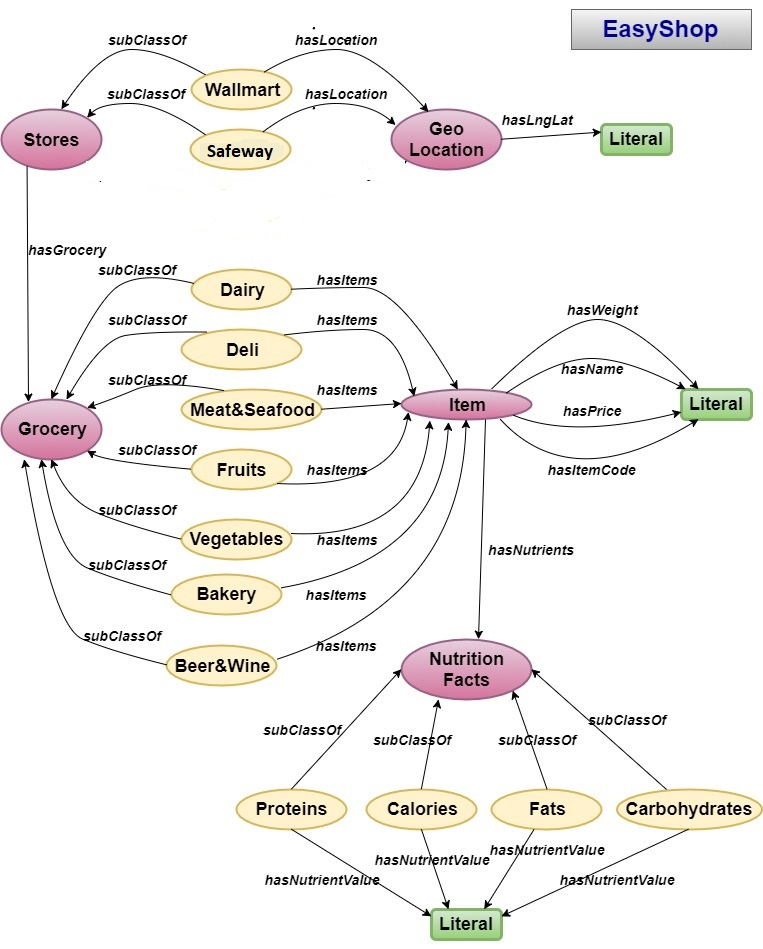 EasyShop
subClassOf
hasLocation
Wallmart
subClassOf
hasLocation
Stores
Safeway
Geo
Location
hasLngLat
Literal
hasGrocery
subClassOf
hasItems
Dairy
subClassOf
hasItems
Deli
hasWeight
subClassOf
hasItems
Meat&Seafood
hasName
Item
hasPrice
Literal
Grocery
subClassOf
Fruits
hasItems
hasItemCode
subClassOf
Vegetables
hasItems
hasNutrients
subClassOf
Bakery
hasItems
subClassOf
Beer&Wine
hasItems
Nutrition
Facts
subClassOf
subClassOf
subClassOf
subClassOf
Proteins
Calories
Fats
Carbohydrates
hasNutrientValue
hasNutrientValue
hasNutrientValue
hasNutrientValue
Literal